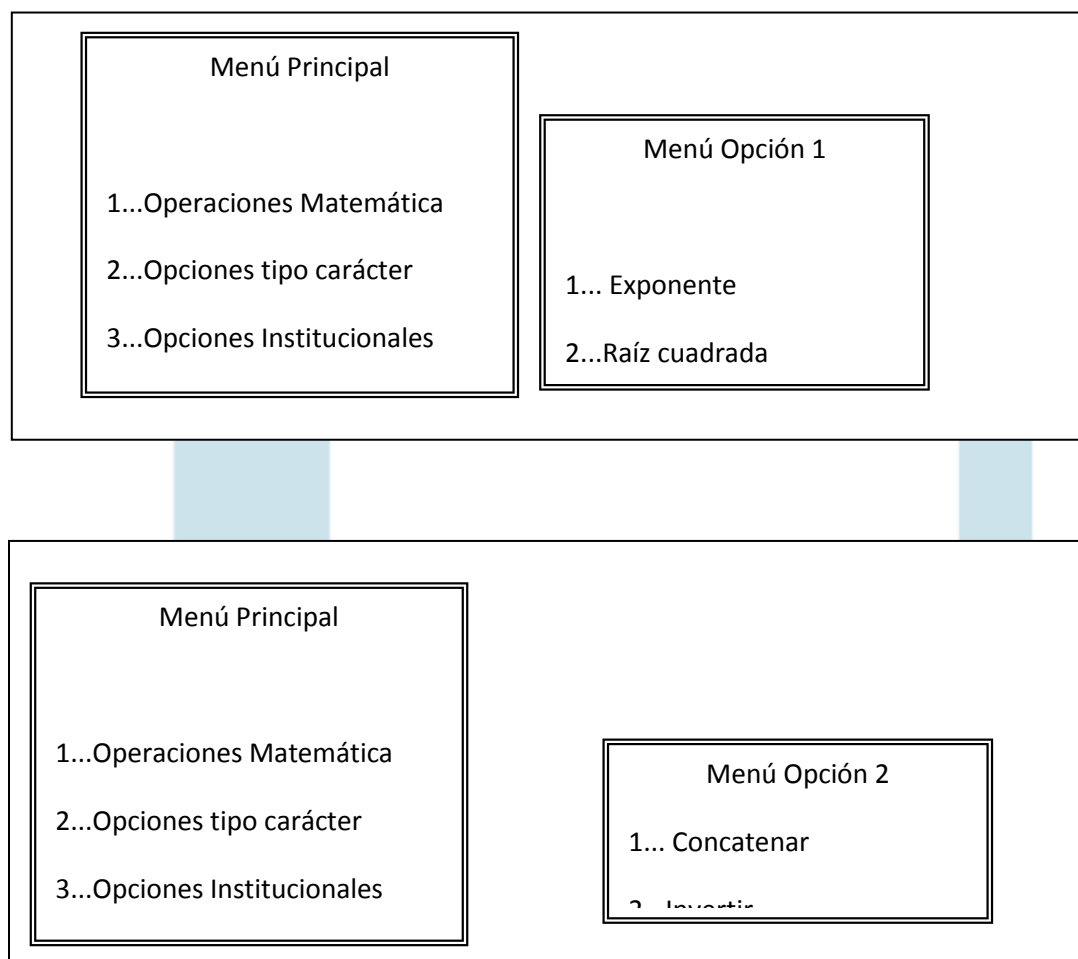 Menú Principal
1...Operaciones Matemática
2...Opciones tipo carácter
3...Opciones Institucionales
Menú Opción 1
1... Exponente
2...Raíz cuadrada
Menú Principal
1...Operaciones Matemática
2...Opciones tipo carácter
3...Opciones Institucionales
Menú Opción 2
1... Concatenar